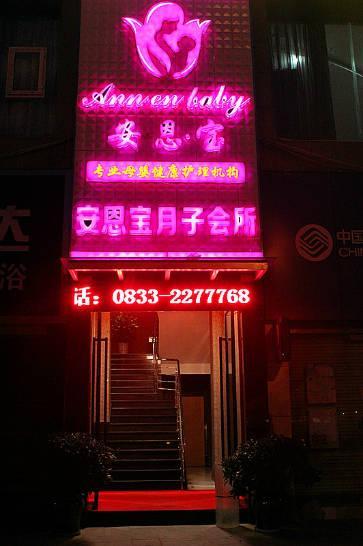 Ann en baby
安恩·宝
专业母婴健康护理机构
安恩宝月子会所
话：0833-2277768
大
浴
中国
CHIN